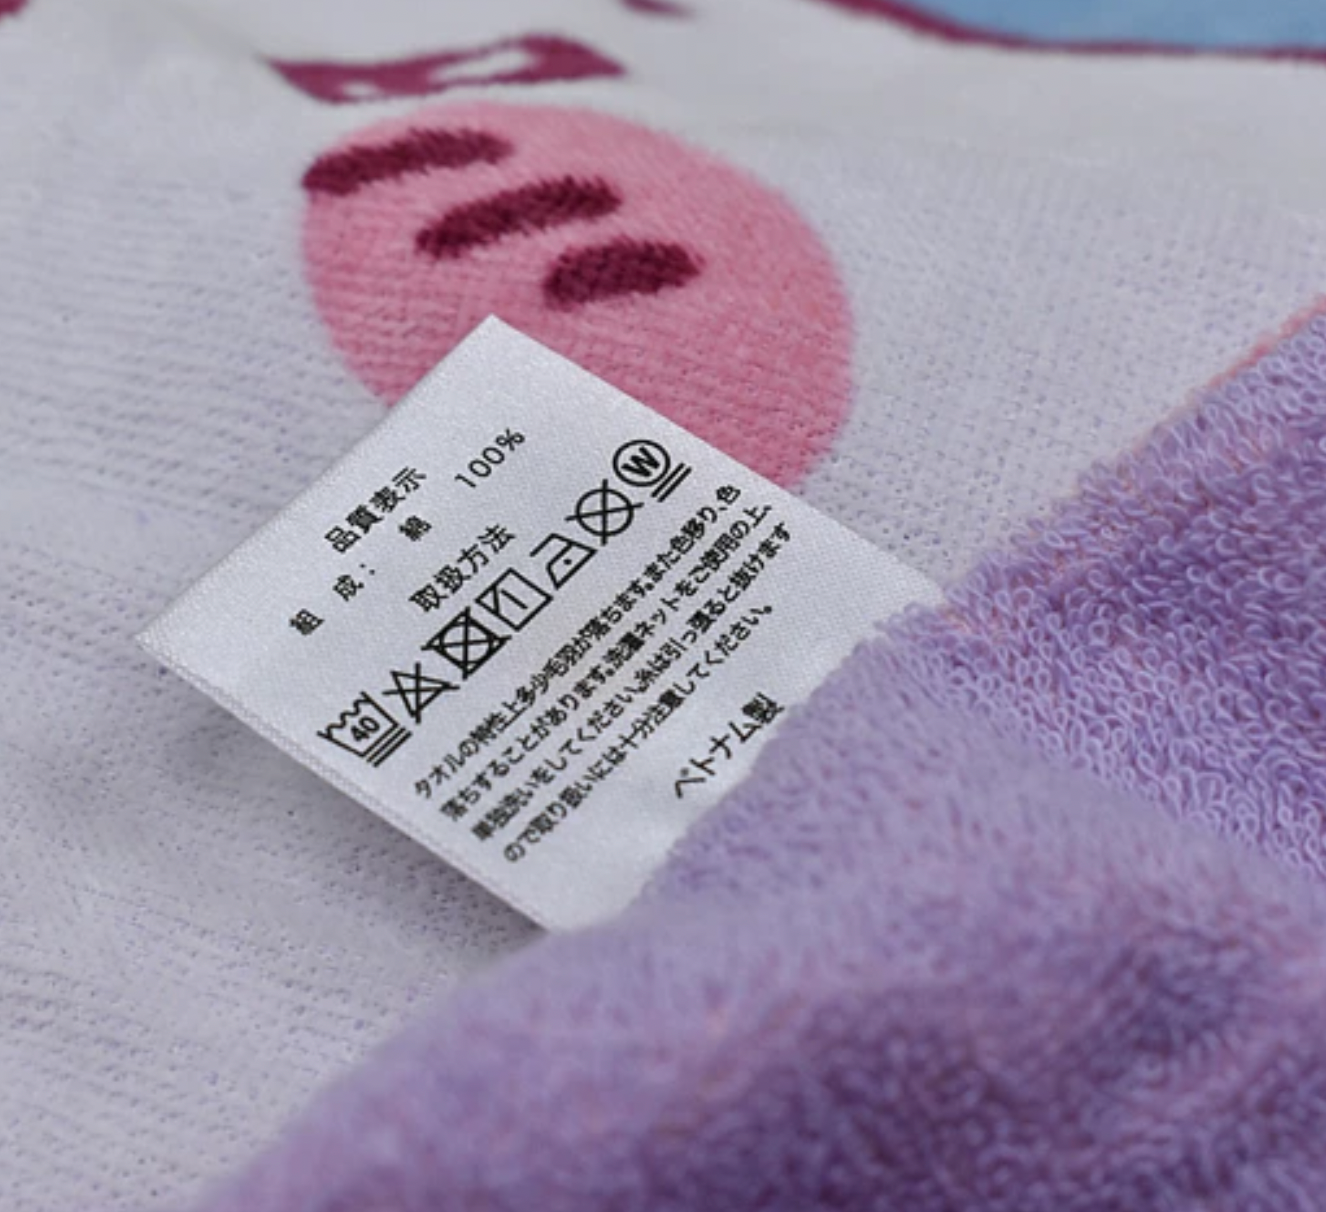 品質表示
組 成： 綿 100%
取扱方法
40 W
タオルの特性上多少毛羽が落ちます。また色移り、色
落ちすることがあります。洗濯ネットをご使用の上、
単独洗いをしてください。糸は引っ張ると抜けます
ので取り扱いには十分注意してください。
ベトナム製